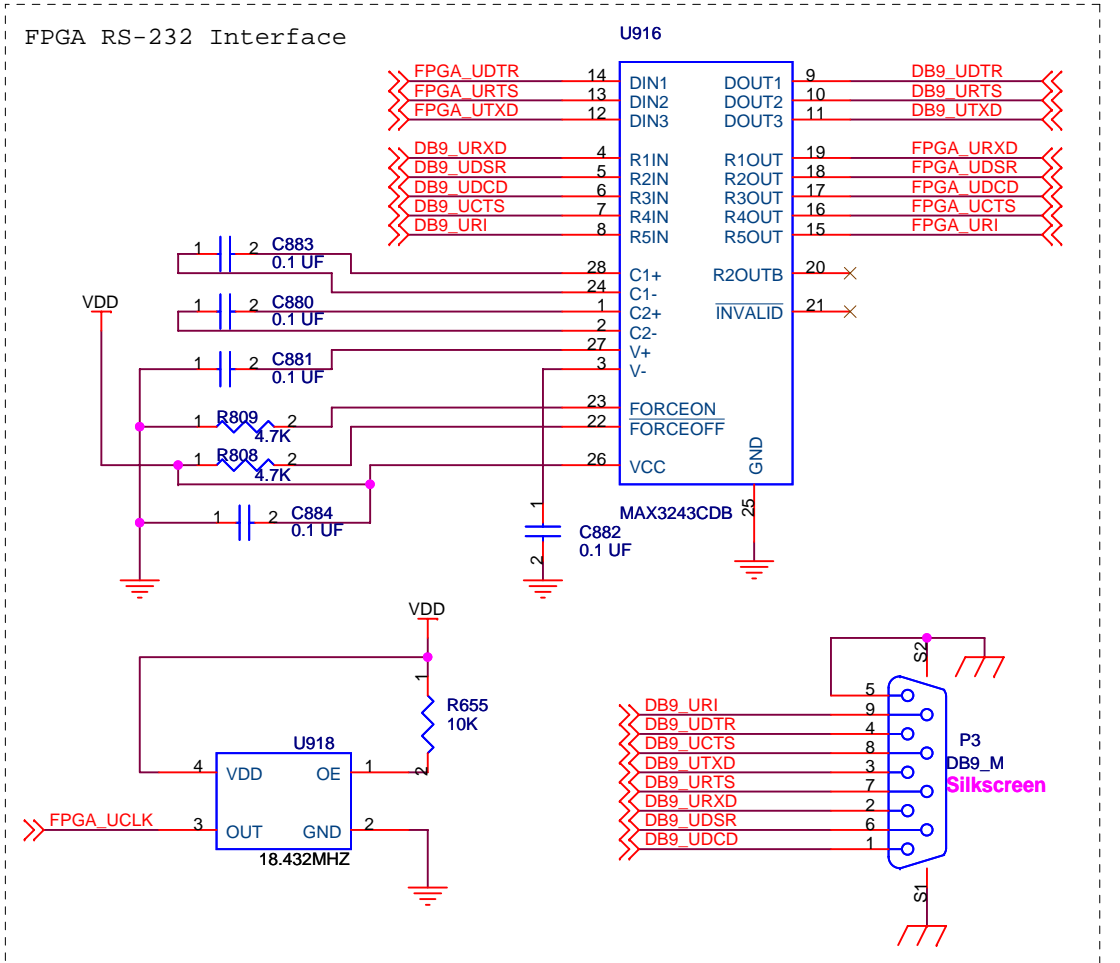 FPGA RS-232 Interface
U916
FPGA_UDTR 14 DIN1 DOUT1 9 DB9_UDTR
FPGA_URTS 13 DIN2 DOUT2 10 DB9_URTS
FPGA_UTXD 12 DIN3 DOUT3 11 DB9_UTXD
DB9_URXD 4 R1IN R1OUT 19 FPGA_URXD
DB9_UDSR 5 R2IN R2OUT 18 FPGA_UDSR
DB9_UDCD 6 R3IN R3OUT 17 FPGA_UDCD
DB9_UCTS 7 R4IN R4OUT 16 FPGA_UCTS
DB9_URI 8 R5IN R5OUT 15 FPGA_URI
1 2 C883
0.1 UF
28 C1+ R2OUTB 20
24 C1-
VDD
1 2 C880
0.1 UF
1 C2+ INVALID 21
2 C2-
1 2 C881
0.1 UF
27 V+
3 V-
1 R809 2
4.7K
23 FORCEON
22 FORCEOFF
1 R808 2
4.7K
26 VCC
GND
25
1 2 C884
0.1 UF
1
C882
0.1 UF
2
MAX3243CDB
VDD
1
R655
10K
2
U918
4 VDD OE 1
FPGA_UCLK 3 OUT GND 2
18.432MHZ
S2
5
DB9_URI 9
DB9_UDTR 4
DB9_UCTS 8
DB9_UTXD 3
DB9_URTS 7
DB9_URXD 2
DB9_UDSR 6
DB9_UDCD 1
P3
DB9_M
Silkscreen
S1